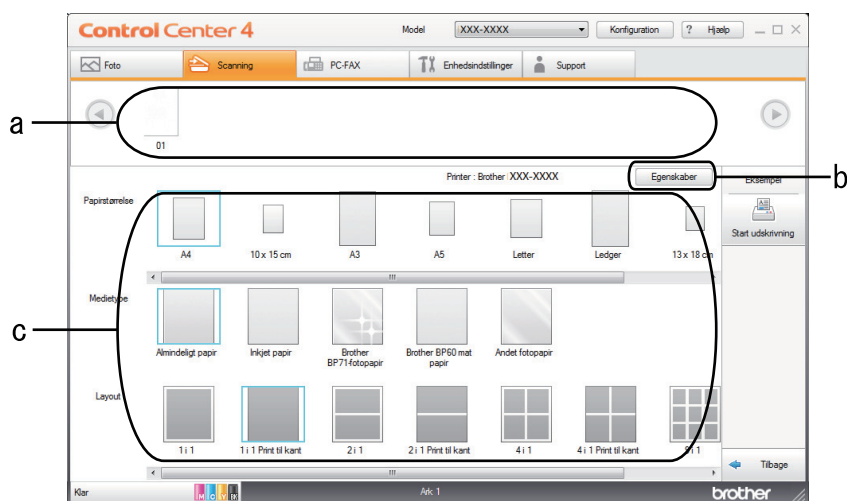 Control Center 4 Model XXX-XXXX Konfiguration ? Hjælp
Foto Scanning PC-FAX Enhedsindstillinger Support
a
01
Printer : Brother XXX-XXXX Egenskaber Eksempel b
Papirstørrelse
Start udskrivning
A4 10 x 15 cm A3 A5 Letter Ledger 13 x 18 cm
Medietype
c
Almindeligt papir Inkjet papir Brother BP71-fotopapir Brother BP60 mat papir Andet fotopapir
Layout
1 i 1 1 i 1 Print til kant 2 i 1 2 i 1 Print til kant 4 i 1 4 i 1 Print til kant
Tilbage
Klar M C Y BK Ark 1 brother